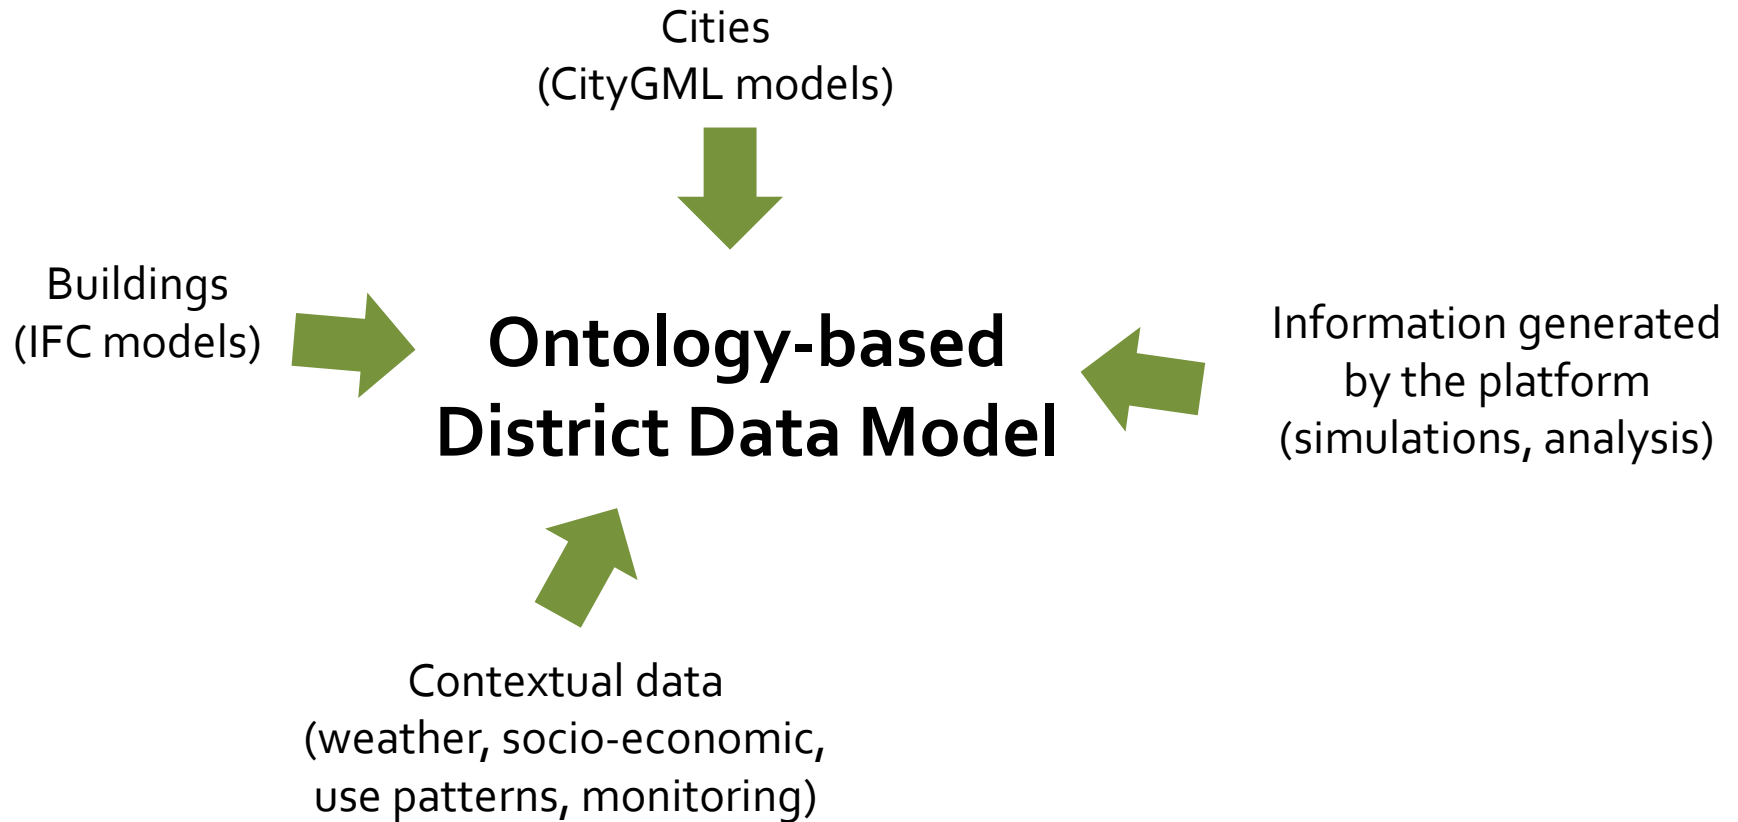 Cities
(CityGML models)
Buildings
(IFC models)
Ontology-based
District Data Model
Information generated
by the platform
(simulations, analysis)
Contextual data
(weather, socio-economic,
use patterns, monitoring)